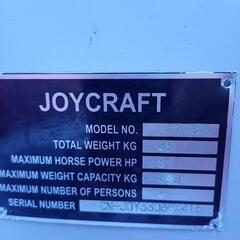 JOYCRAFT
MODEL NO.
TOTAL WEIGHT KG
MAXIMUM HORSE POWER HP
MAXIMUM WEIGHT CAPACITY KG
MAXIMUM NUMBER OF PERSONS
SERIAL NUMBER